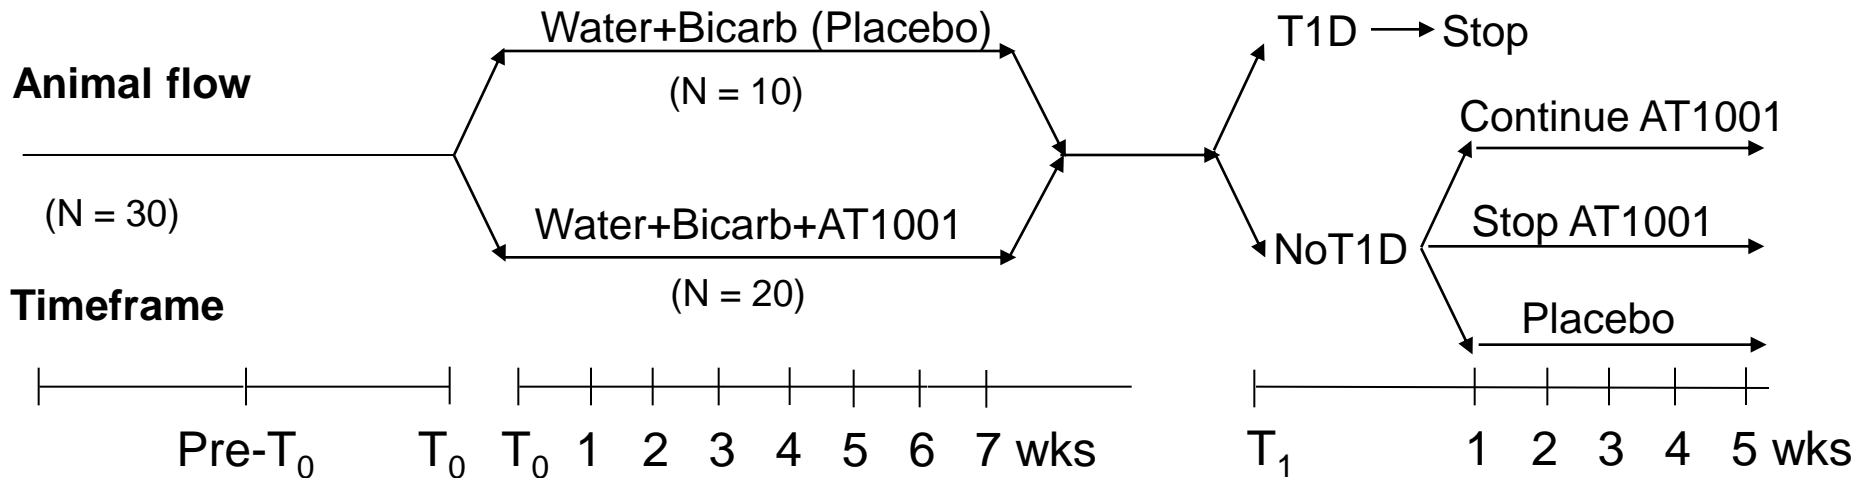 Water+Bicarb (Placebo)
T1D
Stop
Animal flow
(N = 10)
Continue AT1001
(N = 30)
Water+Bicarb+AT1001
Stop AT1001
NoT1D
Timeframe
(N = 20)
Placebo
Pre-T₀ T₀ T₀ 1 2 3 4 5 6 7 wks T₁ 1 2 3 4 5 wks